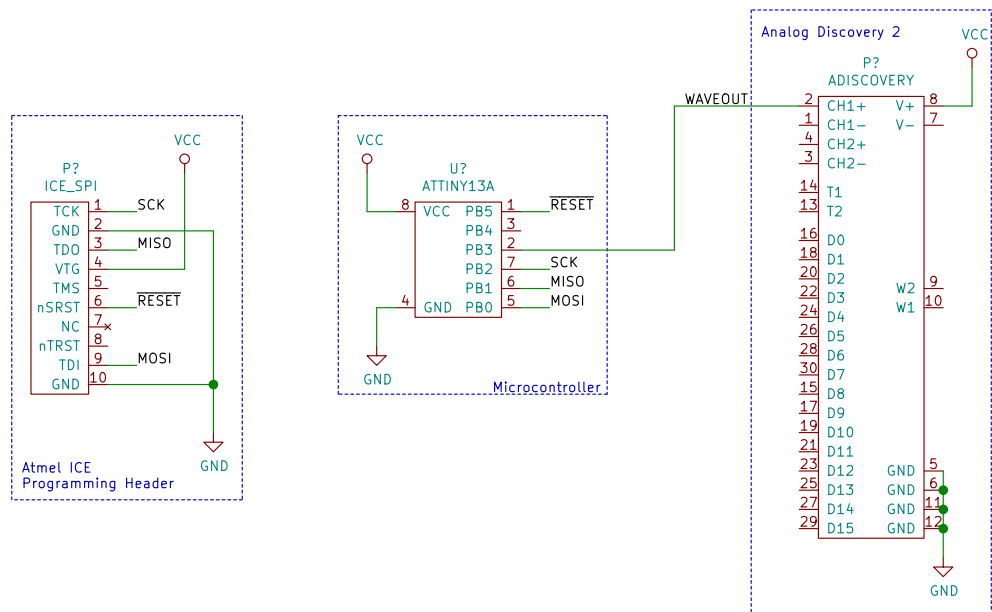 Analog Discovery 2
VCC
P?
ADISCOVERY
WAVEOUT
2 CH1+ V+ 8
1 CH1- V- 7
4 CH2+
3 CH2-
14 T1
13 T2
16 D0
18 D1
20 D2
22 D3 W2 9
24 D4 W1 10
26 D5
28 D6
30 D7
15 D8
17 D9
19 D10
21 D11
23 D12 GND 5
25 D13 GND 6
27 D14 GND 11
29 D15 GND 12
GND
VCC
P?
ICE_SPI
TCK 1 SCK
GND 2
TDO 3 MISO
VTG 4
TMS 5
nSRST 6 RESET
NC 7
nTRST 8
TDI 9 MOSI
GND 10
GND
Atmel ICE
Programming Header
VCC
U?
ATTINY13A
8 VCC PB5 1 RESET
PB4 3
PB3 2
PB2 7 SCK
PB1 6 MISO
4 GND PB0 5 MOSI
GND
Microcontroller